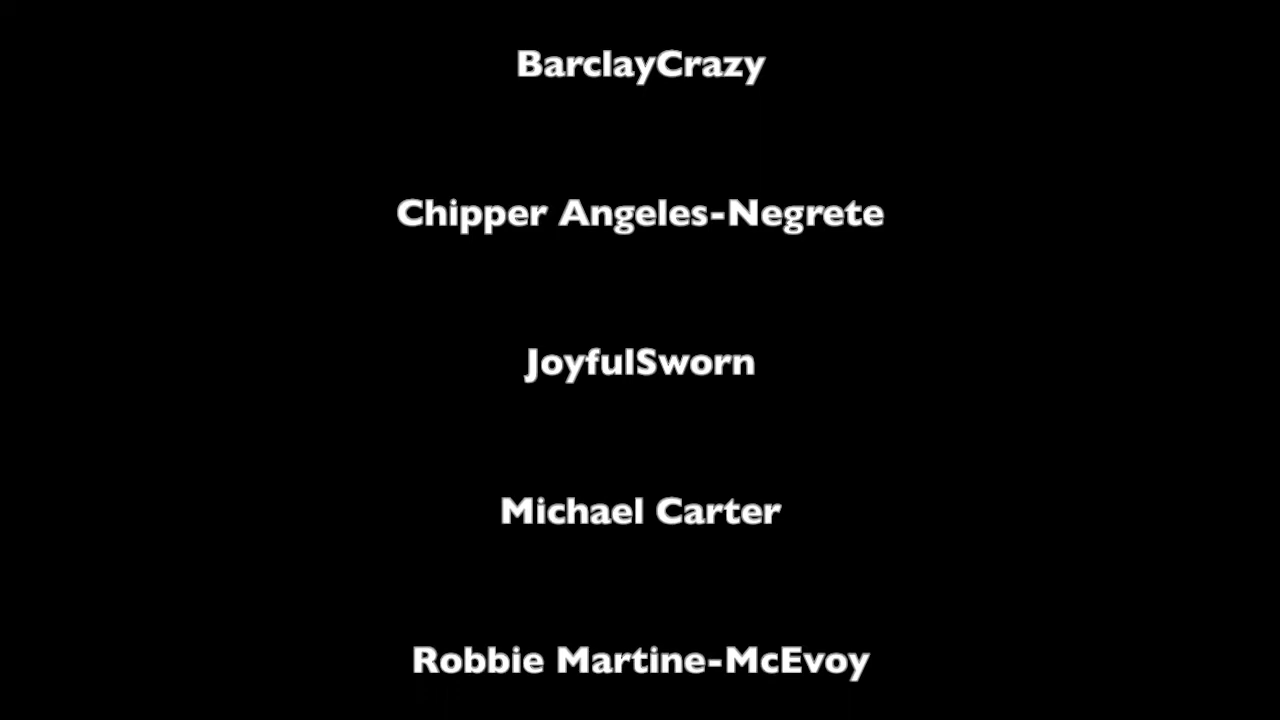 BarclayCrazy
Chipper Angeles-Negrete
JoyfulSworn
Michael Carter
Robbie Martine-McEvoy